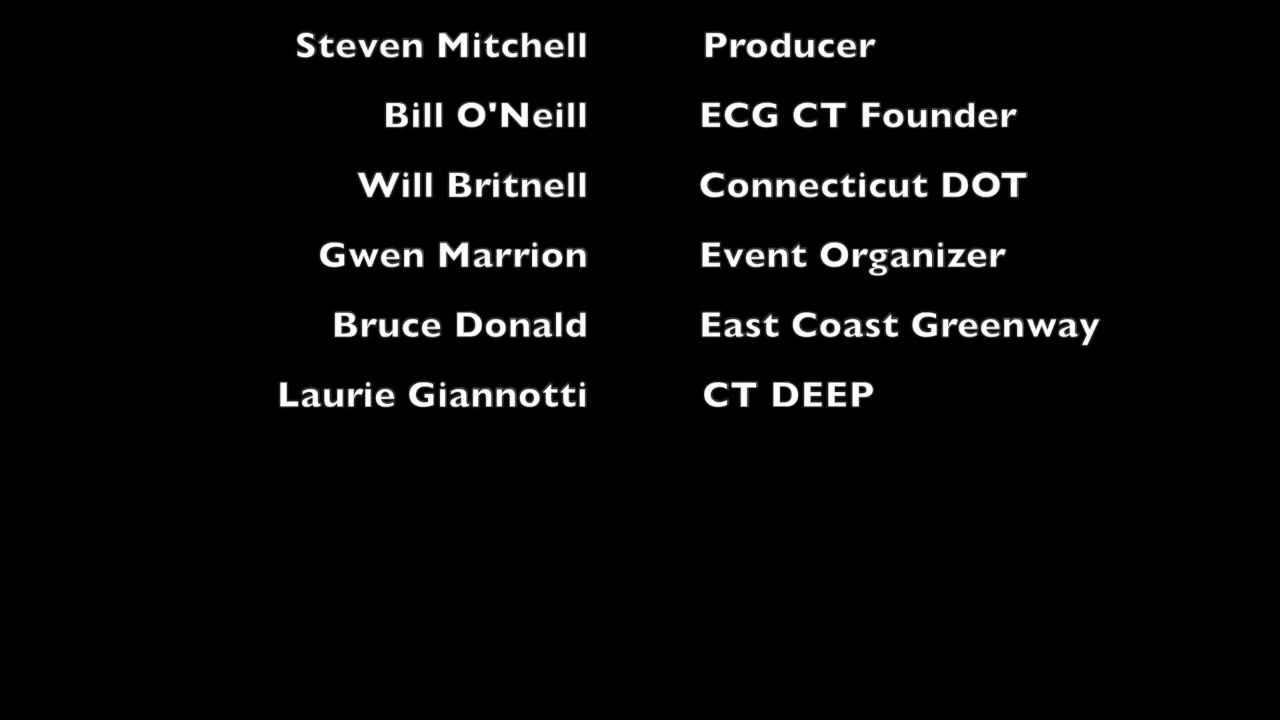 Steven Mitchell Producer
Bill O'Neill ECG CT Founder
Will Britnell Connecticut DOT
Gwen Marrion Event Organizer
Bruce Donald East Coast Greenway
Laurie Giannotti CT DEEP